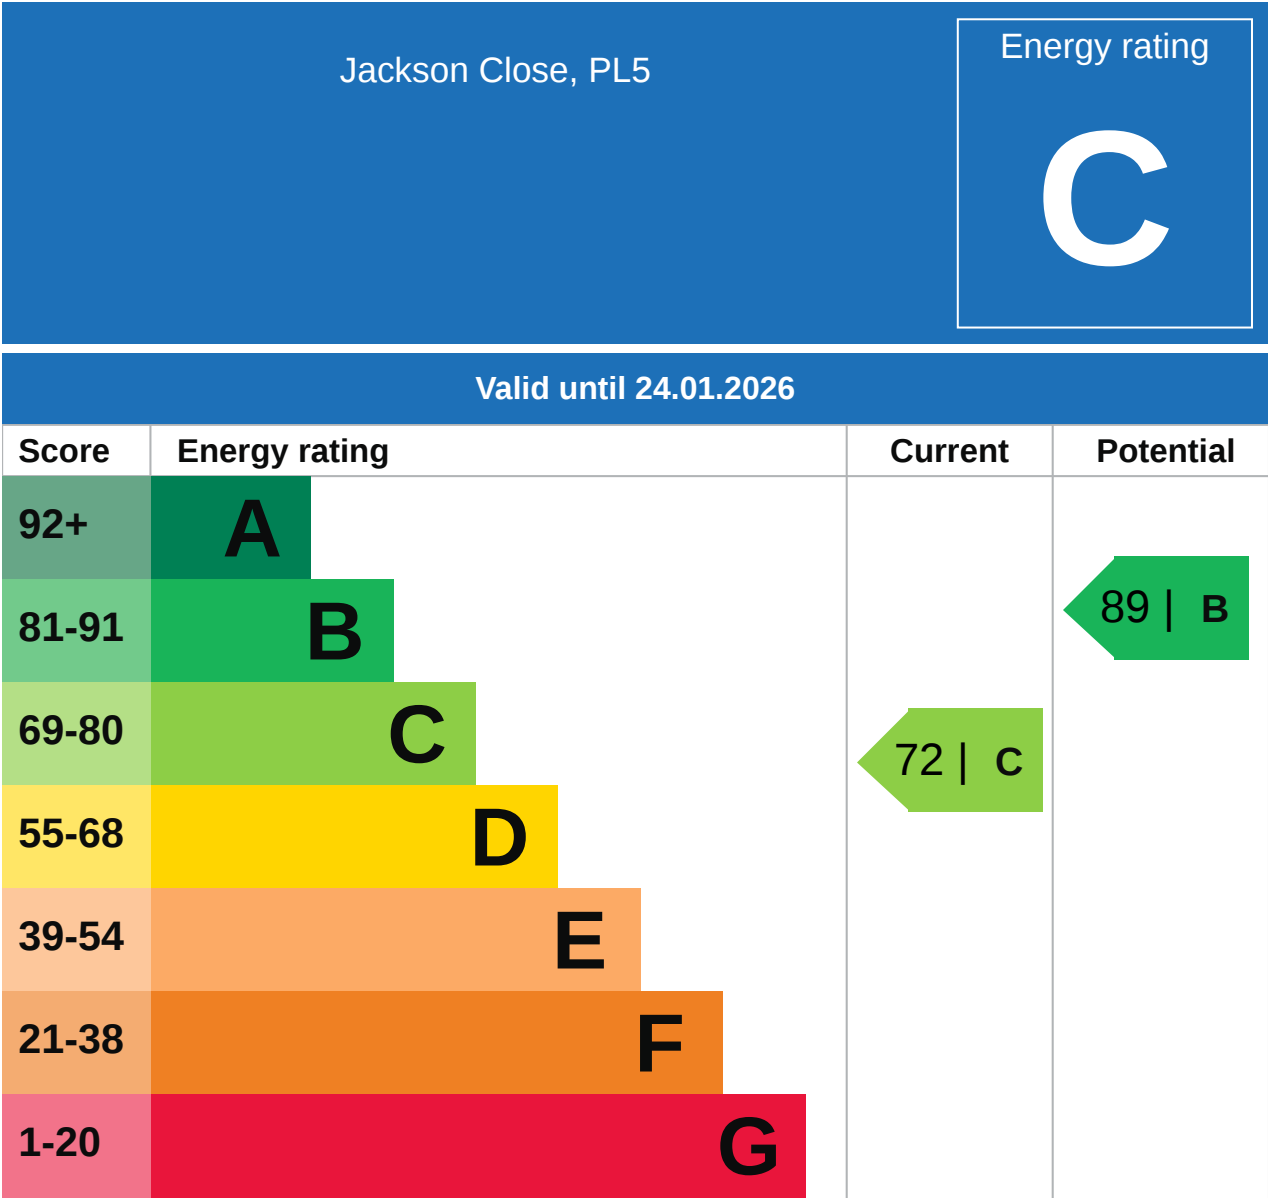 Jackson Close, PL5
Energy rating
C
Valid until 24.01.2026
Score Energy rating Current Potential
92+ A
81-91 B
89 | B
69-80 C
72 | C
55-68 D
39-54 E
21-38 F
1-20 G